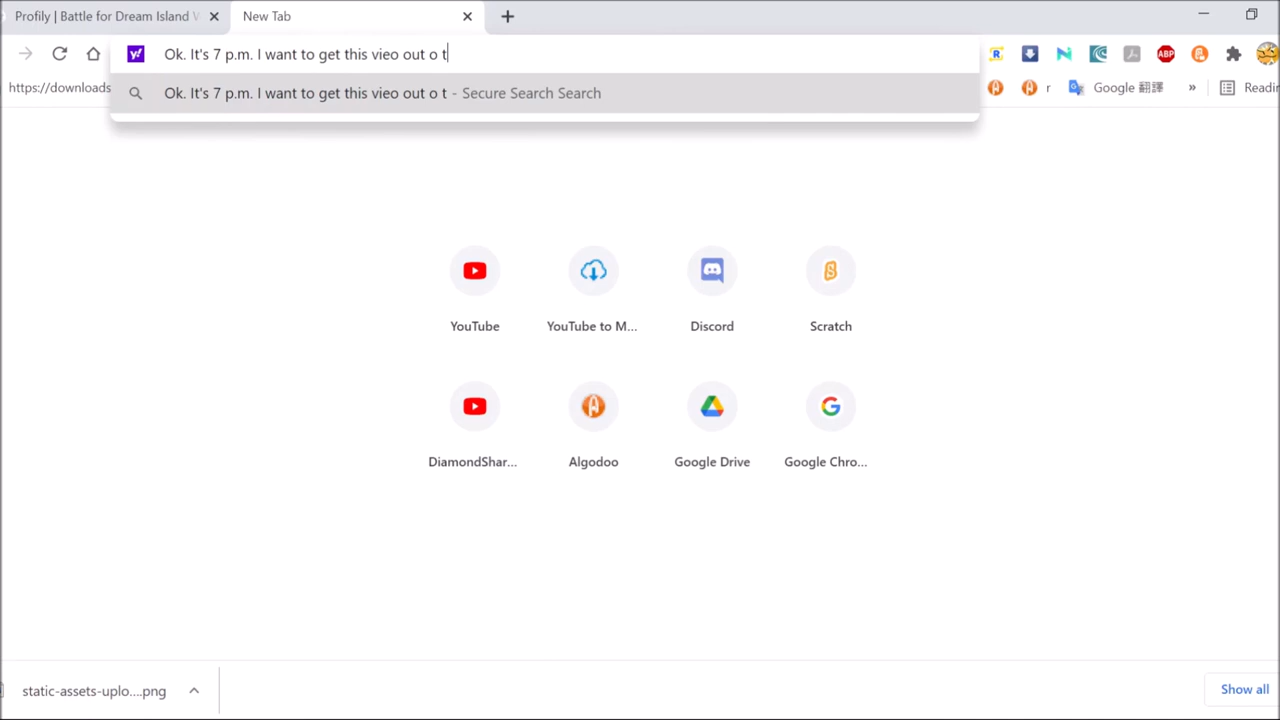 Profily | Battle for Dream Island
New Tab
Ok. It's 7 p.m. I want to get this vieo out o t
https://downloads
Ok. It's 7 p.m. I want to get this vieo out o t - Secure Search Search
r
Google 翻譯
»
Readin
YouTube
YouTube to M...
Discord
Scratch
DiamondShar...
Algodoo
Google Drive
Google Chro...
static-assets-uplo....png
Show all